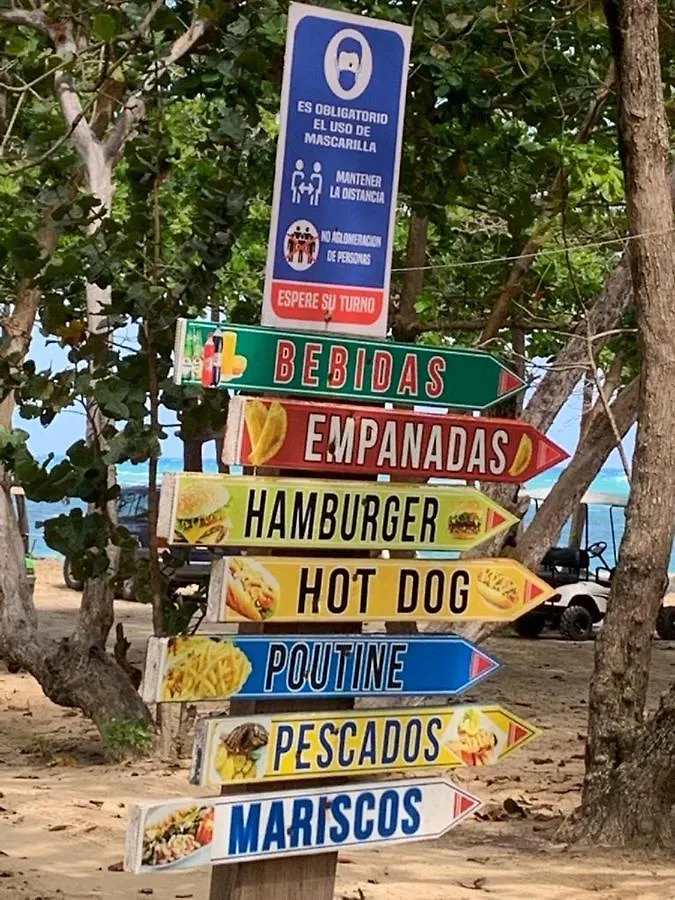 ES OBLIGATORIO
EL USO DE
MASCARILLA
MANTENER
LA DISTANCIA
NO AGLOMERACION
DE PERSONAS
ESPERE SU TURNO
BEBIDAS
EMPANADAS
HAMBURGER
HOT DOG
POUTINE
PESCADOS
MARISCOS